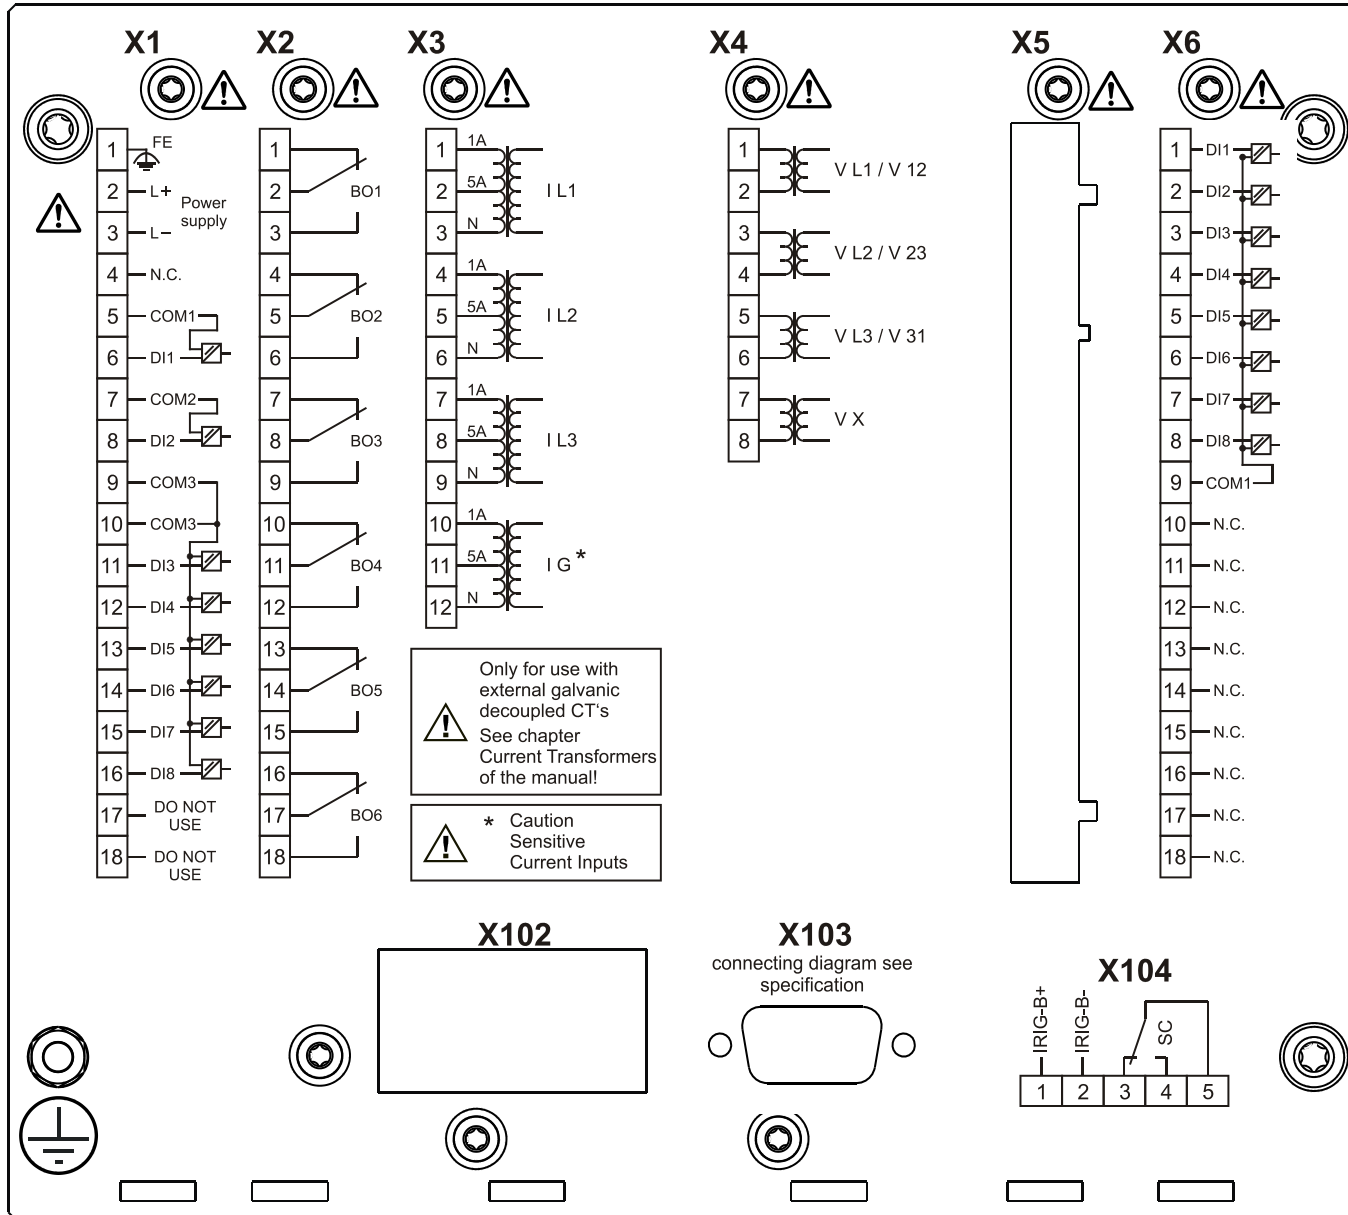 X1
X2
X3
X4
X5
X6
1 FE
2 L+
Power
supply
3 L–
4 N.C.
5 COM1
6 DI1
7 COM2
8 DI2
9 COM3
10 COM3
11 DI3
12 DI4
13 DI5
14 DI6
15 DI7
16 DI8
17 DO NOT
USE
18 DO NOT
USE
1
2 BO1
3
4
5 BO2
6
7
8 BO3
9
10
11 BO4
12
13
14 BO5
15
16
17 BO6
18
1 1A
2 5A I L1
3 N
4 1A
5 5A I L2
6 N
7 1A
8 5A I L3
9 N
10 1A
11 5A I G *
12 N
Only for use with
external galvanic
decoupled CT‘s
See chapter
Current Transformers
of the manual!
* Caution
Sensitive
Current Inputs
1
V L1 / V 12
2
3
V L2 / V 23
4
5
V L3 / V 31
6
7
V X
8
1 DI1
2 DI2
3 DI3
4 DI4
5 DI5
6 DI6
7 DI7
8 DI8
9 COM1
10 N.C.
11 N.C.
12 N.C.
13 N.C.
14 N.C.
15 N.C.
16 N.C.
17 N.C.
18 N.C.
X102
X103
connecting diagram see
specification
X104
IRIG-B+
IRIG-B-
SC
1 2 3 4 5